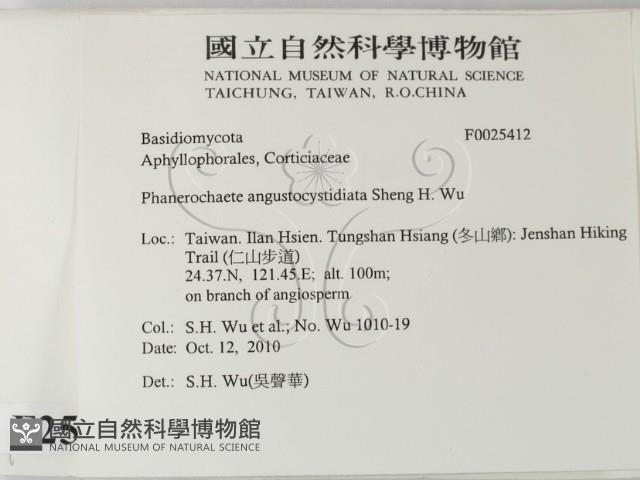 國立自然科學博物館
NATIONAL MUSEUM OF NATURAL SCIENCE
TAICHUNG, TAIWAN, R.O.CHINA
Basidiomycota F0025412
Aphyllophorales, Corticiaceae
Phanerochaete angustocystidiata Sheng H. Wu
Loc.: Taiwan. Ilan Hsien. Tungshan Hsiang (冬山鄉): Jenshan Hiking
Trail (仁山步道)
24.37.N, 121.45.E; alt. 100m;
on branch of angiosperm
Col.: S.H. Wu et al.; No. Wu 1010-19
Date: Oct. 12, 2010
Det.: S.H. Wu(吳聲華)
國立自然科學博物館
NATIONAL MUSEUM OF NATURAL SCIENCE